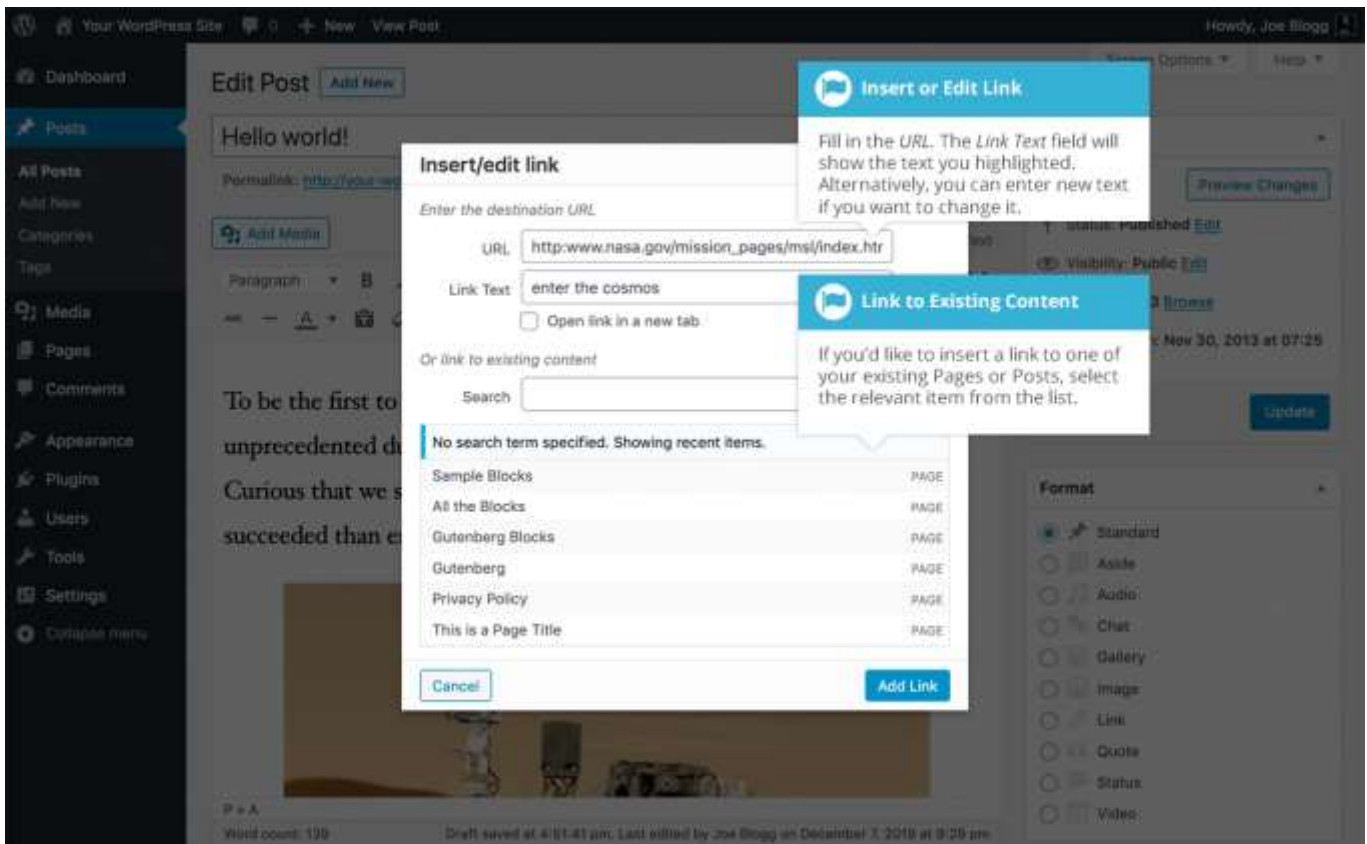 Your WordPress Site 0 + New View Post
Howdy, Joe Blogg
Dashboard
Posts
All Posts
Add New
Categories
Tags
Media
Pages
Comments
Appearance
Plugins
Users
Tools
Settings
Collapse menu
Screen Options Help
Edit Post Add New
Hello world!
Permalink:
Add Media
Paragraph B
To be the first to
unprecedented
Curious that we
succeeded than
P » A
Word count: 139
Draft saved at 4:51:41 pm. Last edited by Joe Blogg on December 7, 2018 at 9:29 pm
Insert/edit link
Enter the destination URL
URL http:www.nasa.gov/mission_pages/msl/index.htr
Link Text enter the cosmos
Open link in a new tab
Or link to existing content
Search
No search term specified. Showing recent items.
Sample Blocks PAGE
All the Blocks PAGE
Gutenberg Blocks PAGE
Gutenberg PAGE
Privacy Policy PAGE
This is a Page Title PAGE
Cancel Add Link
Insert or Edit Link
Fill in the URL. The Link Text field will
show the text you highlighted.
Alternatively, you can enter new text
if you want to change it.
Link to Existing Content
If you'd like to insert a link to one of
your existing Pages or Posts, select
the relevant item from the list.
Preview Changes
Status: Published Edit
Visibility: Public Edit
3 Browse
: Nov 30, 2013 at 07:25
Update
Format
Standard
Aside
Audio
Chat
Gallery
Image
Link
Quote
Status
Video